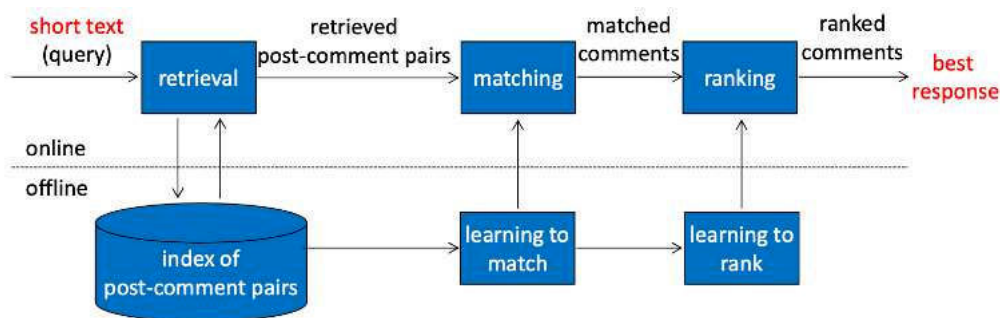 short text
(query)
retrieval
retrieved
post-comment pairs
matching
matched
comments
ranking
ranked
comments
best
response
online
offline
index of
post-comment pairs
learning to
match
learning to
rank